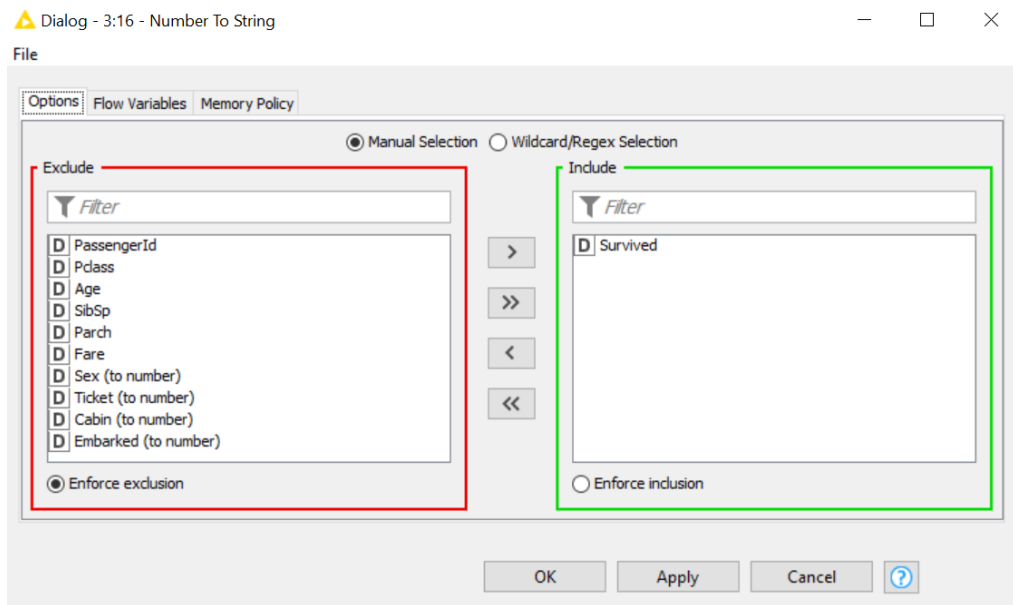 Dialog - 3:16 - Number To String
File
Options Flow Variables Memory Policy
Manual Selection Wildcard/Regex Selection
Exclude
Filter
D PassengerId
D Pclass
D Age
D SibSp
D Parch
D Fare
D Sex (to number)
D Ticket (to number)
D Cabin (to number)
D Embarked (to number)
Enforce exclusion
>
>>
<
<<
Include
Filter
D Survived
Enforce inclusion
OK Apply Cancel ?